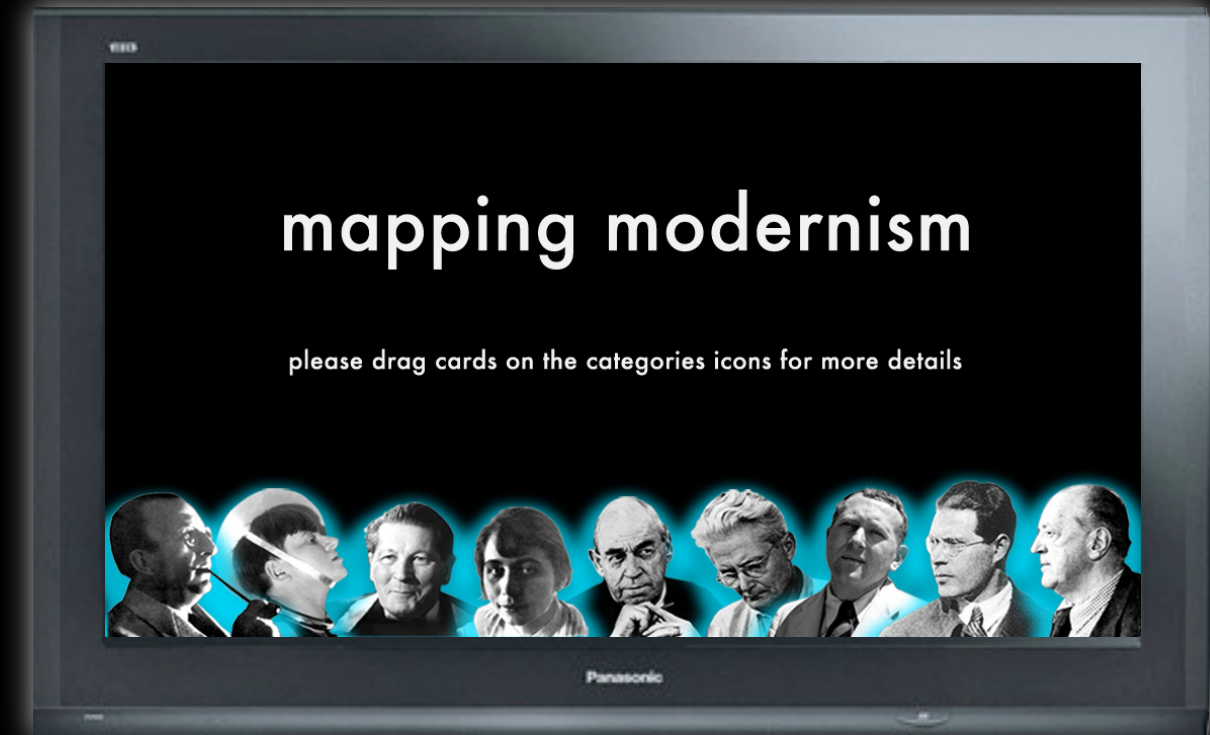 mapping modernism
please drag cards on the categories icons for more details
Panasonic